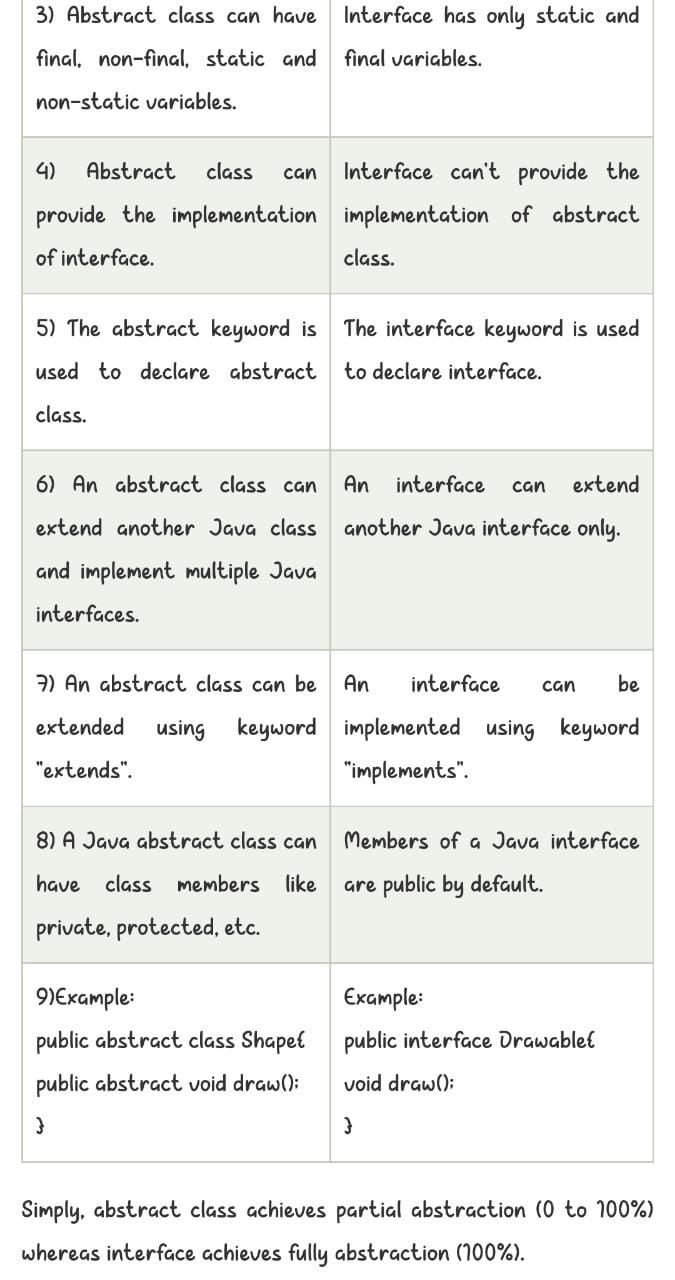 3) Abstract class can have
final, non-final, static and
non-static variables.
Interface has only static and
final variables.
4) Abstract class can
provide the implementation
of interface.
Interface can't provide the
implementation of abstract
class.
5) The abstract keyword is
used to declare abstract
class.
The interface keyword is used
to declare interface.
6) An abstract class can
extend another Java class
and implement multiple Java
interfaces.
An interface can extend
another Java interface only.
7) An abstract class can be
extended using keyword
"extends".
An interface can be
implemented using keyword
"implements".
8) A Java abstract class can
have class members like
private, protected, etc.
Members of a Java interface
are public by default.
9)Example:
public abstract class Shape{
public abstract void draw();
}
Example:
public interface Drawable{
void draw();
}
Simply, abstract class achieves partial abstraction (0 to 100%)
whereas interface achieves fully abstraction (100%).